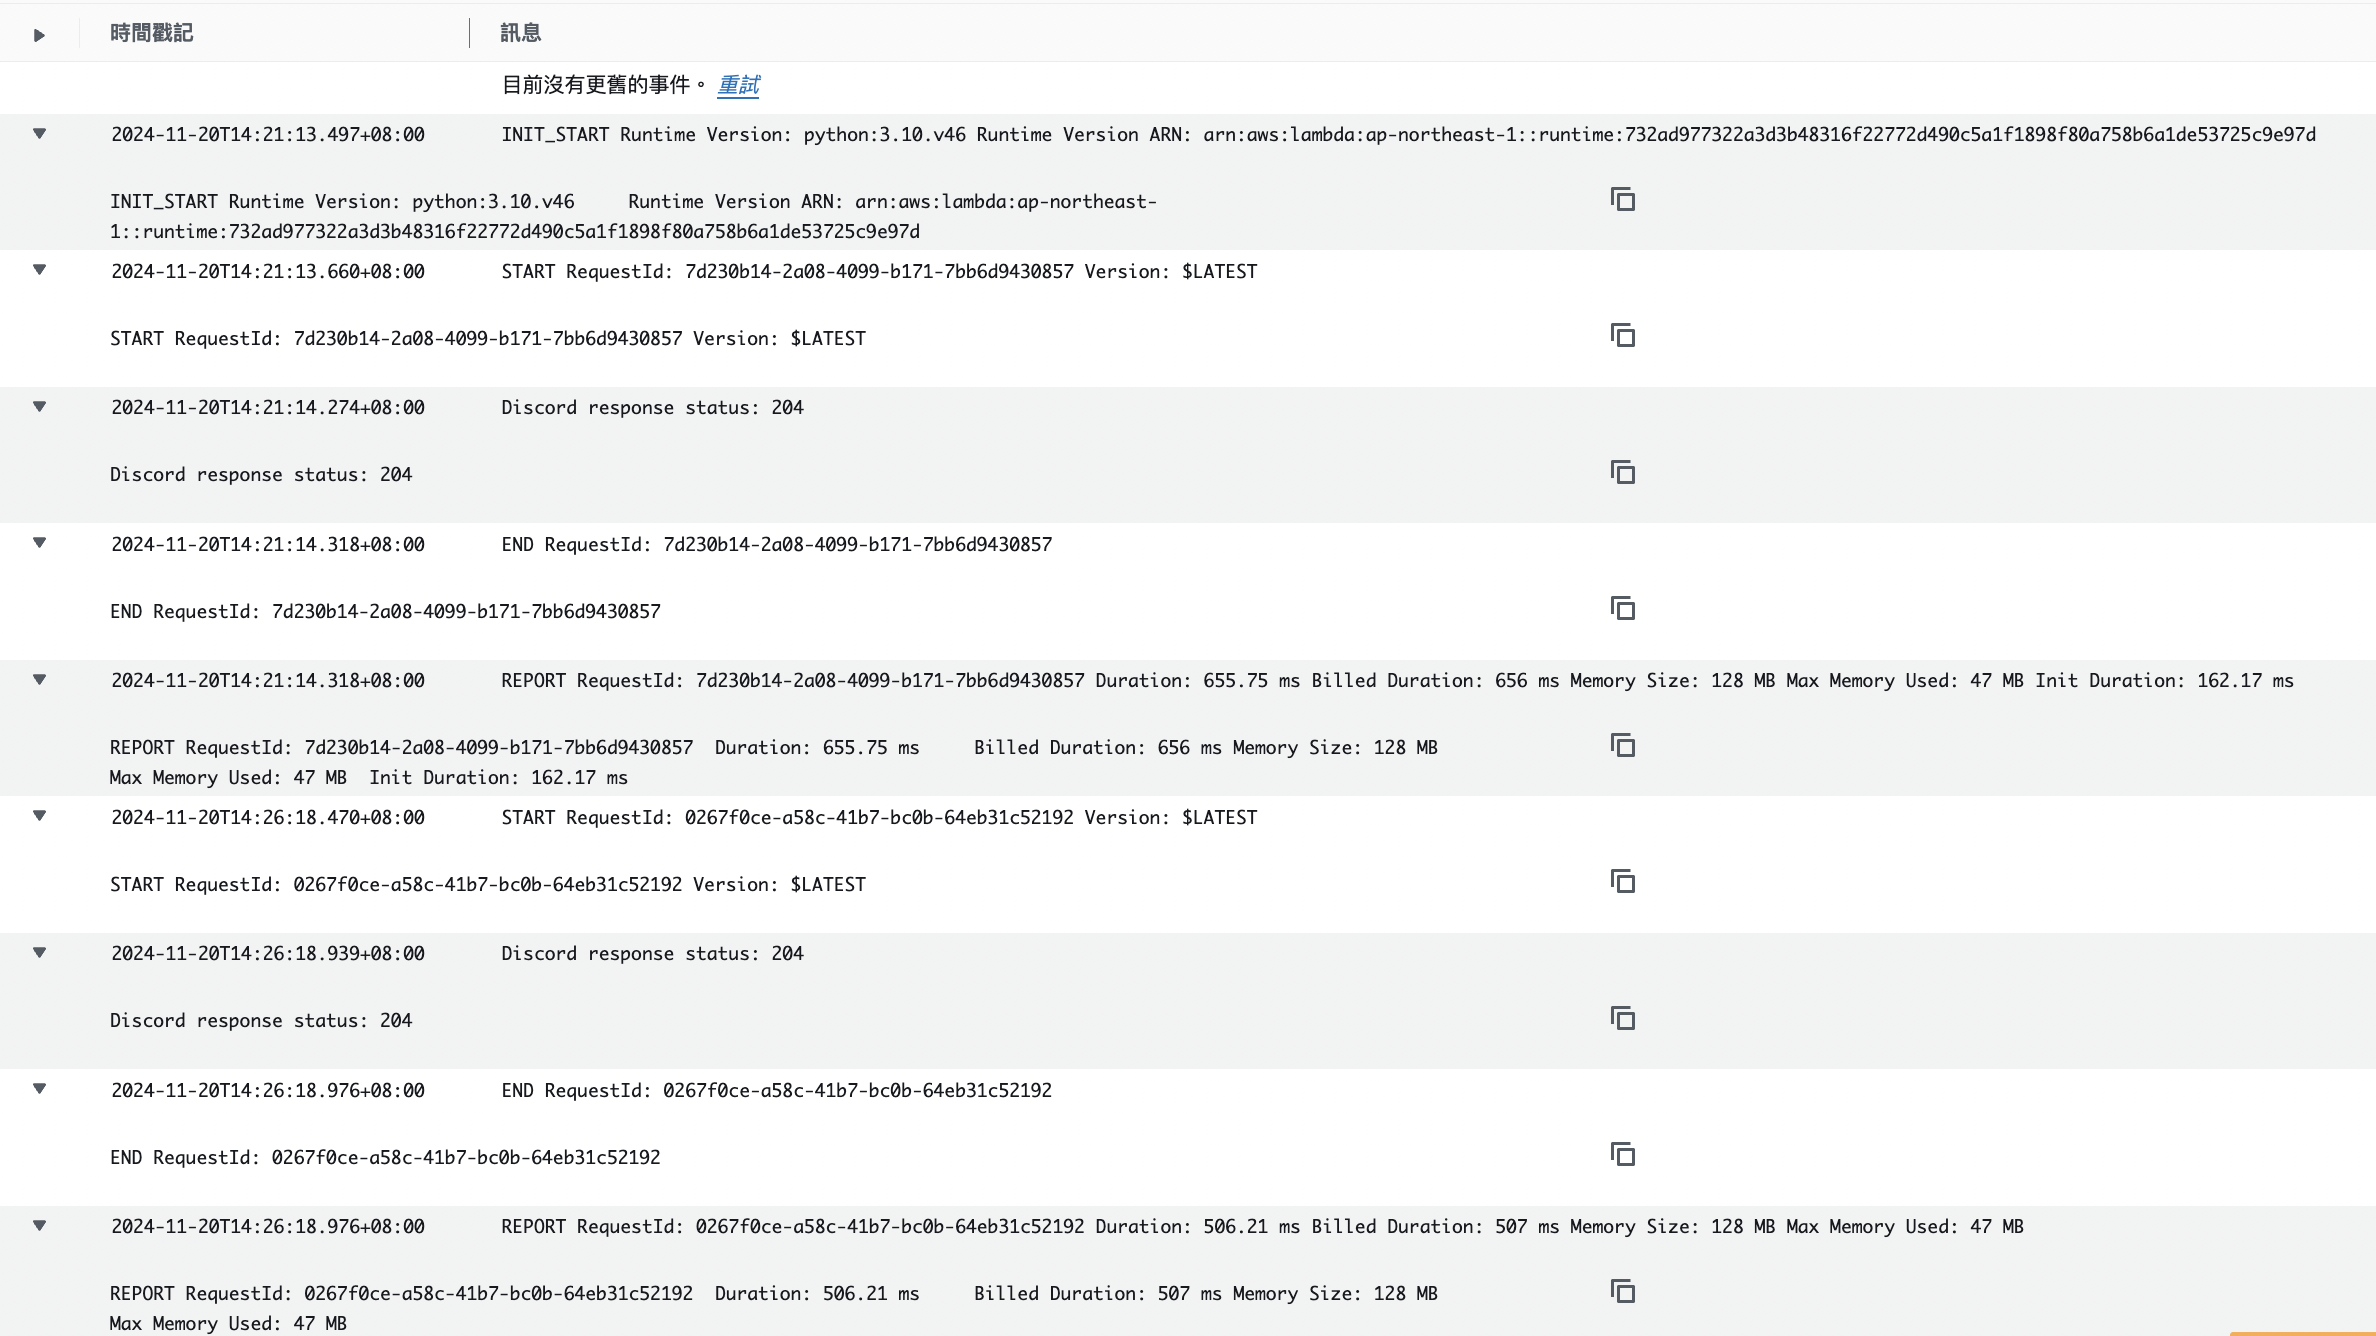 時間戳記 訊息
目前沒有更舊的事件。 重試
2024-11-20T14:21:13.497+08:00 INIT_START Runtime Version: python:3.10.v46 Runtime Version ARN: arn:aws:lambda:ap-northeast-1::runtime:732ad977322a3d3b48316f22772d490c5a1f1898f80a758b6a1de53725c9e97d
INIT_START Runtime Version: python:3.10.v46 Runtime Version ARN: arn:aws:lambda:ap-northeast-
1::runtime:732ad977322a3d3b48316f22772d490c5a1f1898f80a758b6a1de53725c9e97d
2024-11-20T14:21:13.660+08:00 START RequestId: 7d230b14-2a08-4099-b171-7bb6d9430857 Version: $LATEST
START RequestId: 7d230b14-2a08-4099-b171-7bb6d9430857 Version: $LATEST
2024-11-20T14:21:14.274+08:00 Discord response status: 204
Discord response status: 204
2024-11-20T14:21:14.318+08:00 END RequestId: 7d230b14-2a08-4099-b171-7bb6d9430857
END RequestId: 7d230b14-2a08-4099-b171-7bb6d9430857
2024-11-20T14:21:14.318+08:00 REPORT RequestId: 7d230b14-2a08-4099-b171-7bb6d9430857 Duration: 655.75 ms Billed Duration: 656 ms Memory Size: 128 MB Max Memory Used: 47 MB Init Duration: 162.17 ms
REPORT RequestId: 7d230b14-2a08-4099-b171-7bb6d9430857 Duration: 655.75 ms Billed Duration: 656 ms Memory Size: 128 MB
Max Memory Used: 47 MB Init Duration: 162.17 ms
2024-11-20T14:26:18.470+08:00 START RequestId: 0267f0ce-a58c-41b7-bc0b-64eb31c52192 Version: $LATEST
START RequestId: 0267f0ce-a58c-41b7-bc0b-64eb31c52192 Version: $LATEST
2024-11-20T14:26:18.939+08:00 Discord response status: 204
Discord response status: 204
2024-11-20T14:26:18.976+08:00 END RequestId: 0267f0ce-a58c-41b7-bc0b-64eb31c52192
END RequestId: 0267f0ce-a58c-41b7-bc0b-64eb31c52192
2024-11-20T14:26:18.976+08:00 REPORT RequestId: 0267f0ce-a58c-41b7-bc0b-64eb31c52192 Duration: 506.21 ms Billed Duration: 507 ms Memory Size: 128 MB Max Memory Used: 47 MB
REPORT RequestId: 0267f0ce-a58c-41b7-bc0b-64eb31c52192 Duration: 506.21 ms Billed Duration: 507 ms Memory Size: 128 MB
Max Memory Used: 47 MB